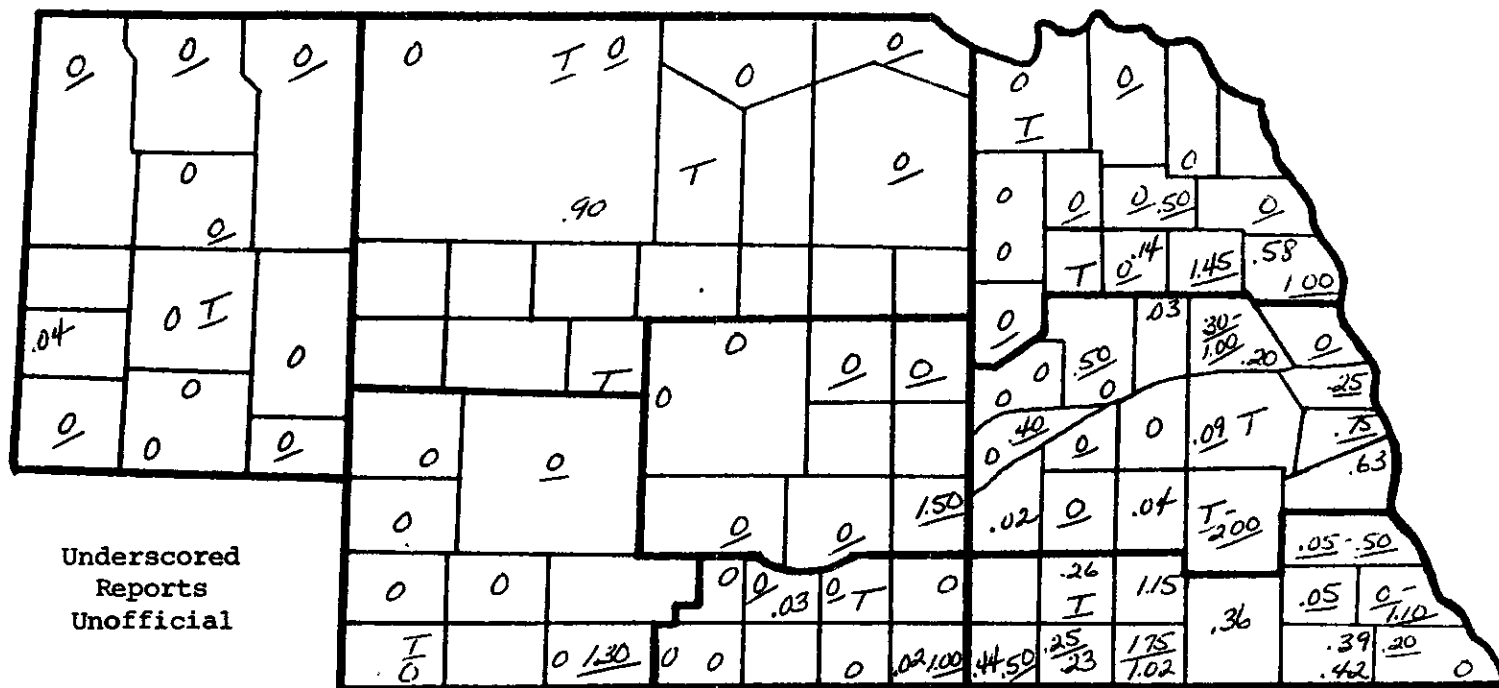 0 0 0 0 T 0 0 0 0 0
T
0 T 0 0
0 .90 0 0 0 .50 0
0 T 0 .14 1.45 .58
1.00
.04 0 T 0 0 0 0 0 .50 .03 .30-
1.00 .20 0
T 0 0 0 0 .25
0 0 0 0 0 0 .40 0 0 .09 T .75
.63
0 0 0 1.50 .02 0 .04 T-
2.00 .05-.50
Underscored
Reports
Unofficial
0 0 0 0 .03 0 T 0 .26
T 1.15 .36 .05 0-
1.10
T
0 0 1.30 0 0 0 .02 1.00 .44 .50 .25
.23 1.75
1.02 .39
.42 .20 0